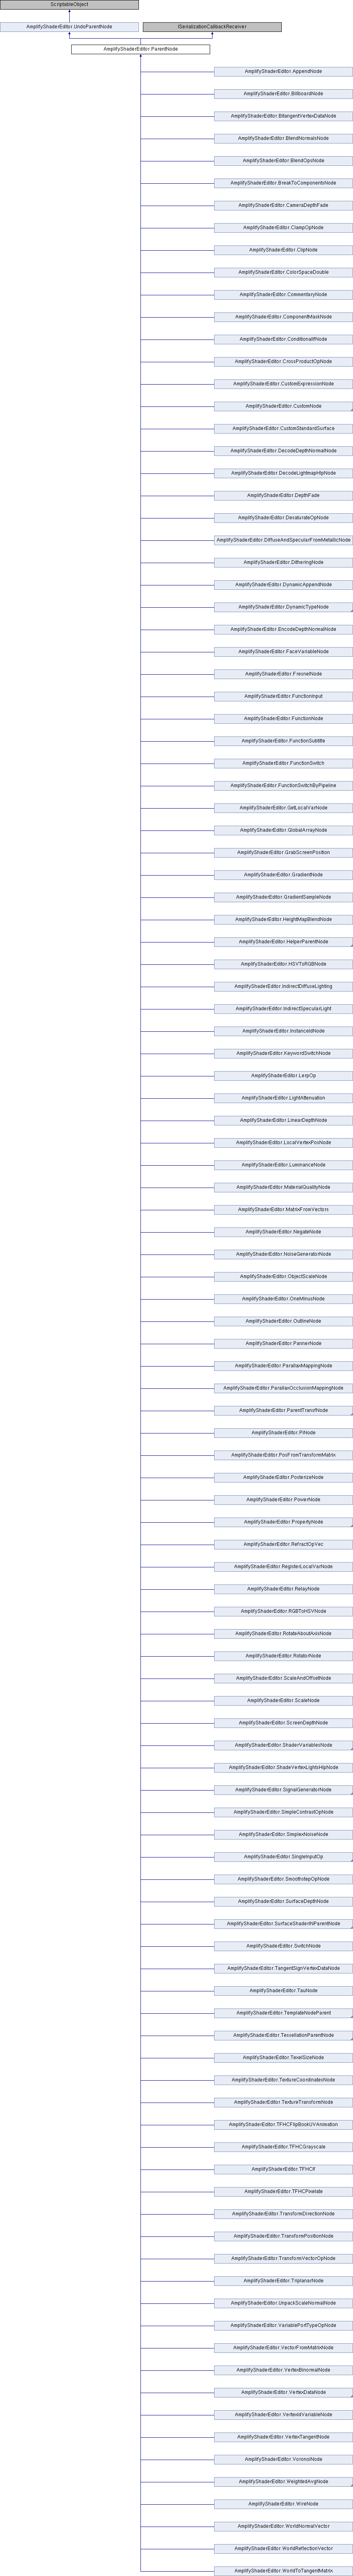 ScriptableObject
AmplifyShaderEditor.UndoParentNode
ISerializationCallbackReceiver
AmplifyShaderEditor.ParentNode
AmplifyShaderEditor.AppendNode
AmplifyShaderEditor.BillboardNode
AmplifyShaderEditor.BitangentVertexDataNode
AmplifyShaderEditor.BlendNormalsNode
AmplifyShaderEditor.BlendOpsNode
AmplifyShaderEditor.BreakToComponentsNode
AmplifyShaderEditor.CameraDepthFade
AmplifyShaderEditor.ClampOpNode
AmplifyShaderEditor.ClipNode
AmplifyShaderEditor.ColorSpaceDouble
AmplifyShaderEditor.CommentaryNode
AmplifyShaderEditor.ComponentMaskNode
AmplifyShaderEditor.ConditionalIfNode
AmplifyShaderEditor.CrossProductOpNode
AmplifyShaderEditor.CustomExpressionNode
AmplifyShaderEditor.CustomNode
AmplifyShaderEditor.CustomStandardSurface
AmplifyShaderEditor.DecodeDepthNormalNode
AmplifyShaderEditor.DecodeLightmapHlpNode
AmplifyShaderEditor.DepthFade
AmplifyShaderEditor.DesaturateOpNode
AmplifyShaderEditor.DiffuseAndSpecularFromMetallicNode
AmplifyShaderEditor.DitheringNode
AmplifyShaderEditor.DynamicAppendNode
AmplifyShaderEditor.DynamicTypeNode
AmplifyShaderEditor.EncodeDepthNormalNode
AmplifyShaderEditor.FaceVariableNode
AmplifyShaderEditor.FresnelNode
AmplifyShaderEditor.FunctionInput
AmplifyShaderEditor.FunctionNode
AmplifyShaderEditor.FunctionSubtitle
AmplifyShaderEditor.FunctionSwitch
AmplifyShaderEditor.FunctionSwitchByPipeline
AmplifyShaderEditor.GetLocalVarNode
AmplifyShaderEditor.GlobalArrayNode
AmplifyShaderEditor.GrabScreenPosition
AmplifyShaderEditor.GradientNode
AmplifyShaderEditor.GradientSampleNode
AmplifyShaderEditor.HeightMapBlendNode
AmplifyShaderEditor.HelperParentNode
AmplifyShaderEditor.HSVToRGBNode
AmplifyShaderEditor.IndirectDiffuseLighting
AmplifyShaderEditor.IndirectSpecularLight
AmplifyShaderEditor.InstanceIdNode
AmplifyShaderEditor.KeywordSwitchNode
AmplifyShaderEditor.LerpOp
AmplifyShaderEditor.LightAttenuation
AmplifyShaderEditor.LinearDepthNode
AmplifyShaderEditor.LocalVertexPosNode
AmplifyShaderEditor.LuminanceNode
AmplifyShaderEditor.MaterialQualityNode
AmplifyShaderEditor.MatrixFromVectors
AmplifyShaderEditor.NegateNode
AmplifyShaderEditor.NoiseGeneratorNode
AmplifyShaderEditor.ObjectScaleNode
AmplifyShaderEditor.OneMinusNode
AmplifyShaderEditor.OutlineNode
AmplifyShaderEditor.PannerNode
AmplifyShaderEditor.ParallaxMappingNode
AmplifyShaderEditor.ParallaxOcclusionMappingNode
AmplifyShaderEditor.ParentTransfNode
AmplifyShaderEditor.PiNode
AmplifyShaderEditor.PosFromTransformMatrix
AmplifyShaderEditor.PosterizeNode
AmplifyShaderEditor.PowerNode
AmplifyShaderEditor.PropertyNode
AmplifyShaderEditor.RefractOpVec
AmplifyShaderEditor.RegisterLocalVarNode
AmplifyShaderEditor.RelayNode
AmplifyShaderEditor.RGBToHSVNode
AmplifyShaderEditor.RotateAboutAxisNode
AmplifyShaderEditor.RotatorNode
AmplifyShaderEditor.ScaleAndOffsetNode
AmplifyShaderEditor.ScaleNode
AmplifyShaderEditor.ScreenDepthNode
AmplifyShaderEditor.ShaderVariablesNode
AmplifyShaderEditor.ShadeVertexLightsHlpNode
AmplifyShaderEditor.SignalGeneratorNode
AmplifyShaderEditor.SimpleContrastOpNode
AmplifyShaderEditor.SimplexNoiseNode
AmplifyShaderEditor.SingleInputOp
AmplifyShaderEditor.SmoothstepOpNode
AmplifyShaderEditor.SurfaceDepthNode
AmplifyShaderEditor.SurfaceShaderINParentNode
AmplifyShaderEditor.SwitchNode
AmplifyShaderEditor.TangentSignVertexDataNode
AmplifyShaderEditor.TauNode
AmplifyShaderEditor.TemplateNodeParent
AmplifyShaderEditor.TessellationParentNode
AmplifyShaderEditor.TexelSizeNode
AmplifyShaderEditor.TextureCoordinatesNode
AmplifyShaderEditor.TextureTransformNode
AmplifyShaderEditor.TFHCFlipBookUVAnimation
AmplifyShaderEditor.TFHCGrayscale
AmplifyShaderEditor.TFHCIf
AmplifyShaderEditor.TFHCPixelate
AmplifyShaderEditor.TransformDirectionNode
AmplifyShaderEditor.TransformPositionNode
AmplifyShaderEditor.TransformVectorOpNode
AmplifyShaderEditor.TriplanarNode
AmplifyShaderEditor.UnpackScaleNormalNode
AmplifyShaderEditor.VariablePortTypeOpNode
AmplifyShaderEditor.VectorFromMatrixNode
AmplifyShaderEditor.VertexBinormalNode
AmplifyShaderEditor.VertexDataNode
AmplifyShaderEditor.VertexIdVariableNode
AmplifyShaderEditor.VertexTangentNode
AmplifyShaderEditor.VoronoiNode
AmplifyShaderEditor.WeightedAvgNode
AmplifyShaderEditor.WireNode
AmplifyShaderEditor.WorldNormalVector
AmplifyShaderEditor.WorldReflectionVector
AmplifyShaderEditor.WorldToTangentMatrix